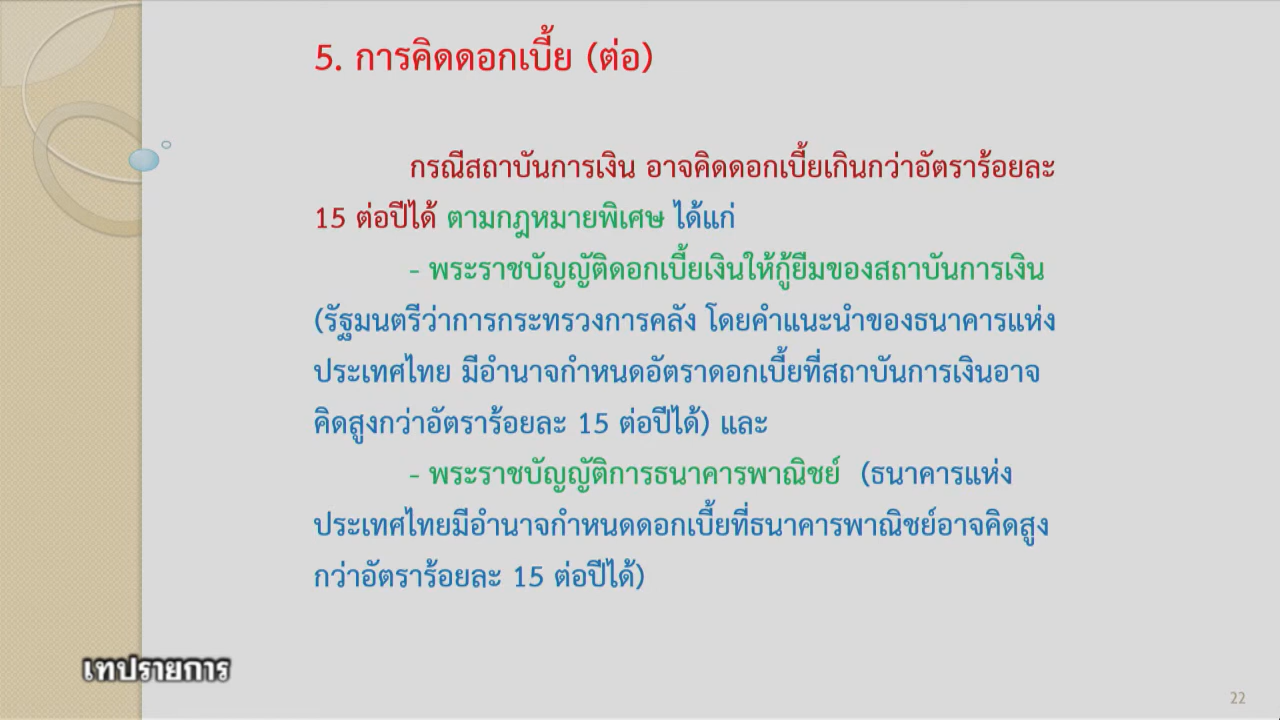 5. การคิดดอกเบี้ย (ต่อ)
กรณีสถาบันการเงิน อาจคิดดอกเบี้ยเกินกว่าอัตราร้อยละ
15 ต่อปีได้ ตามกฎหมายพิเศษ ได้แก่
- พระราชบัญญัติดอกเบี้ยเงินให้กู้ยืมของสถาบันการเงิน
(รัฐมนตรีว่าการกระทรวงการคลัง โดยคำแนะนำของธนาคารแห่ง
ประเทศไทย มีอำนาจกำหนดอัตราดอกเบี้ยที่สถาบันการเงินอาจ
คิดสูงกว่าอัตราร้อยละ 15 ต่อปีได้) และ
- พระราชบัญญัติการธนาคารพาณิชย์ (ธนาคารแห่ง
ประเทศไทยมีอำนาจกำหนดดอกเบี้ยที่ธนาคารพาณิชย์อาจคิดสูง
กว่าอัตราร้อยละ 15 ต่อปีได้)
เทปรายการ
22